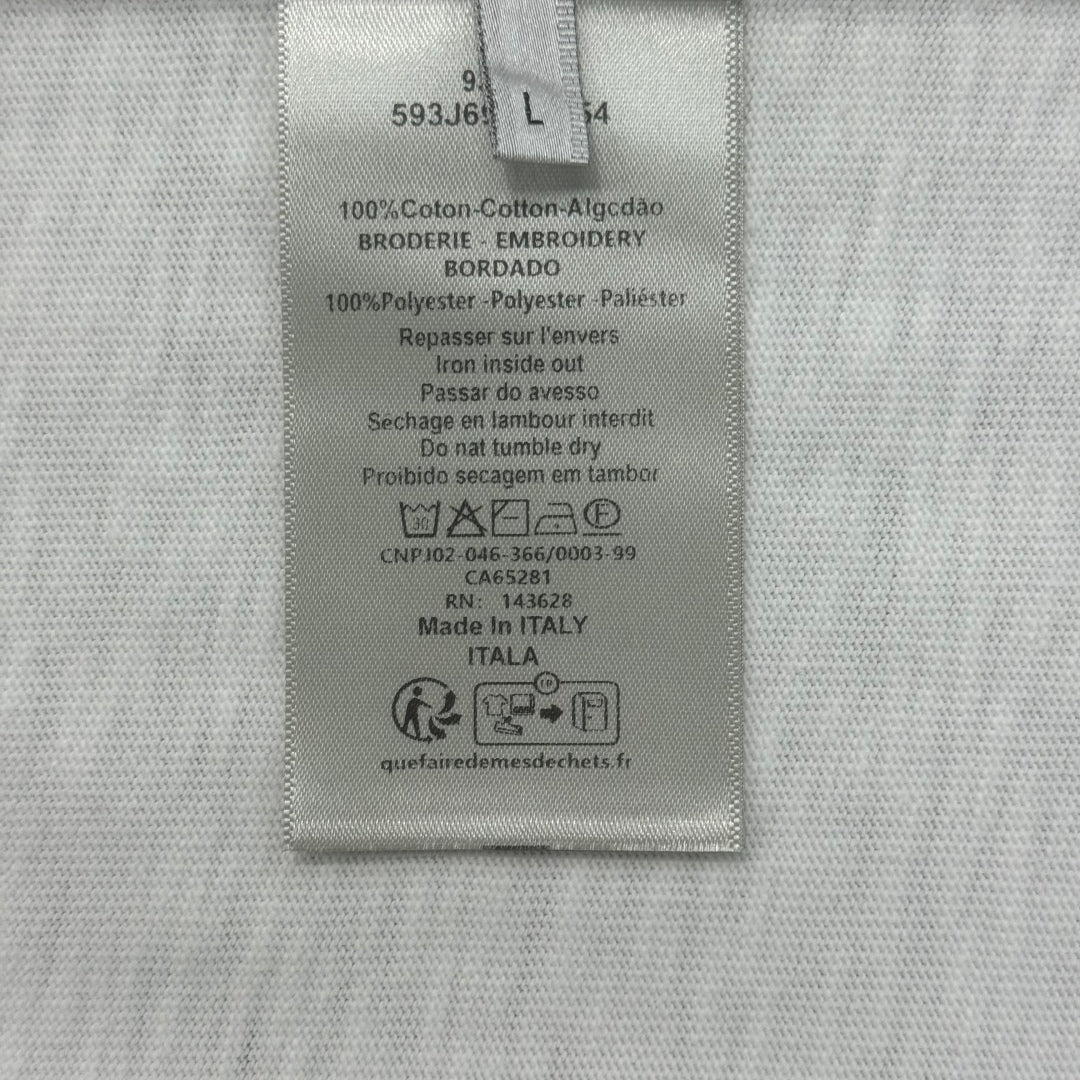 L
100%Coton-Cotton-Algcdão
BRODERIE - EMBROIDERY
BORDADO
100%Polyester -Polyester -Paliéster
Repasser sur l'envers
Iron inside out
Passar do avesso
Sechage en lambour interdit
Do nat tumble dry
Proibido secagem em tambor
30 F
CNPJ02-046-366/0003-99
CA65281
RN: 143628
Made In ITALY
ITALA
quefairedemesdechets.fr